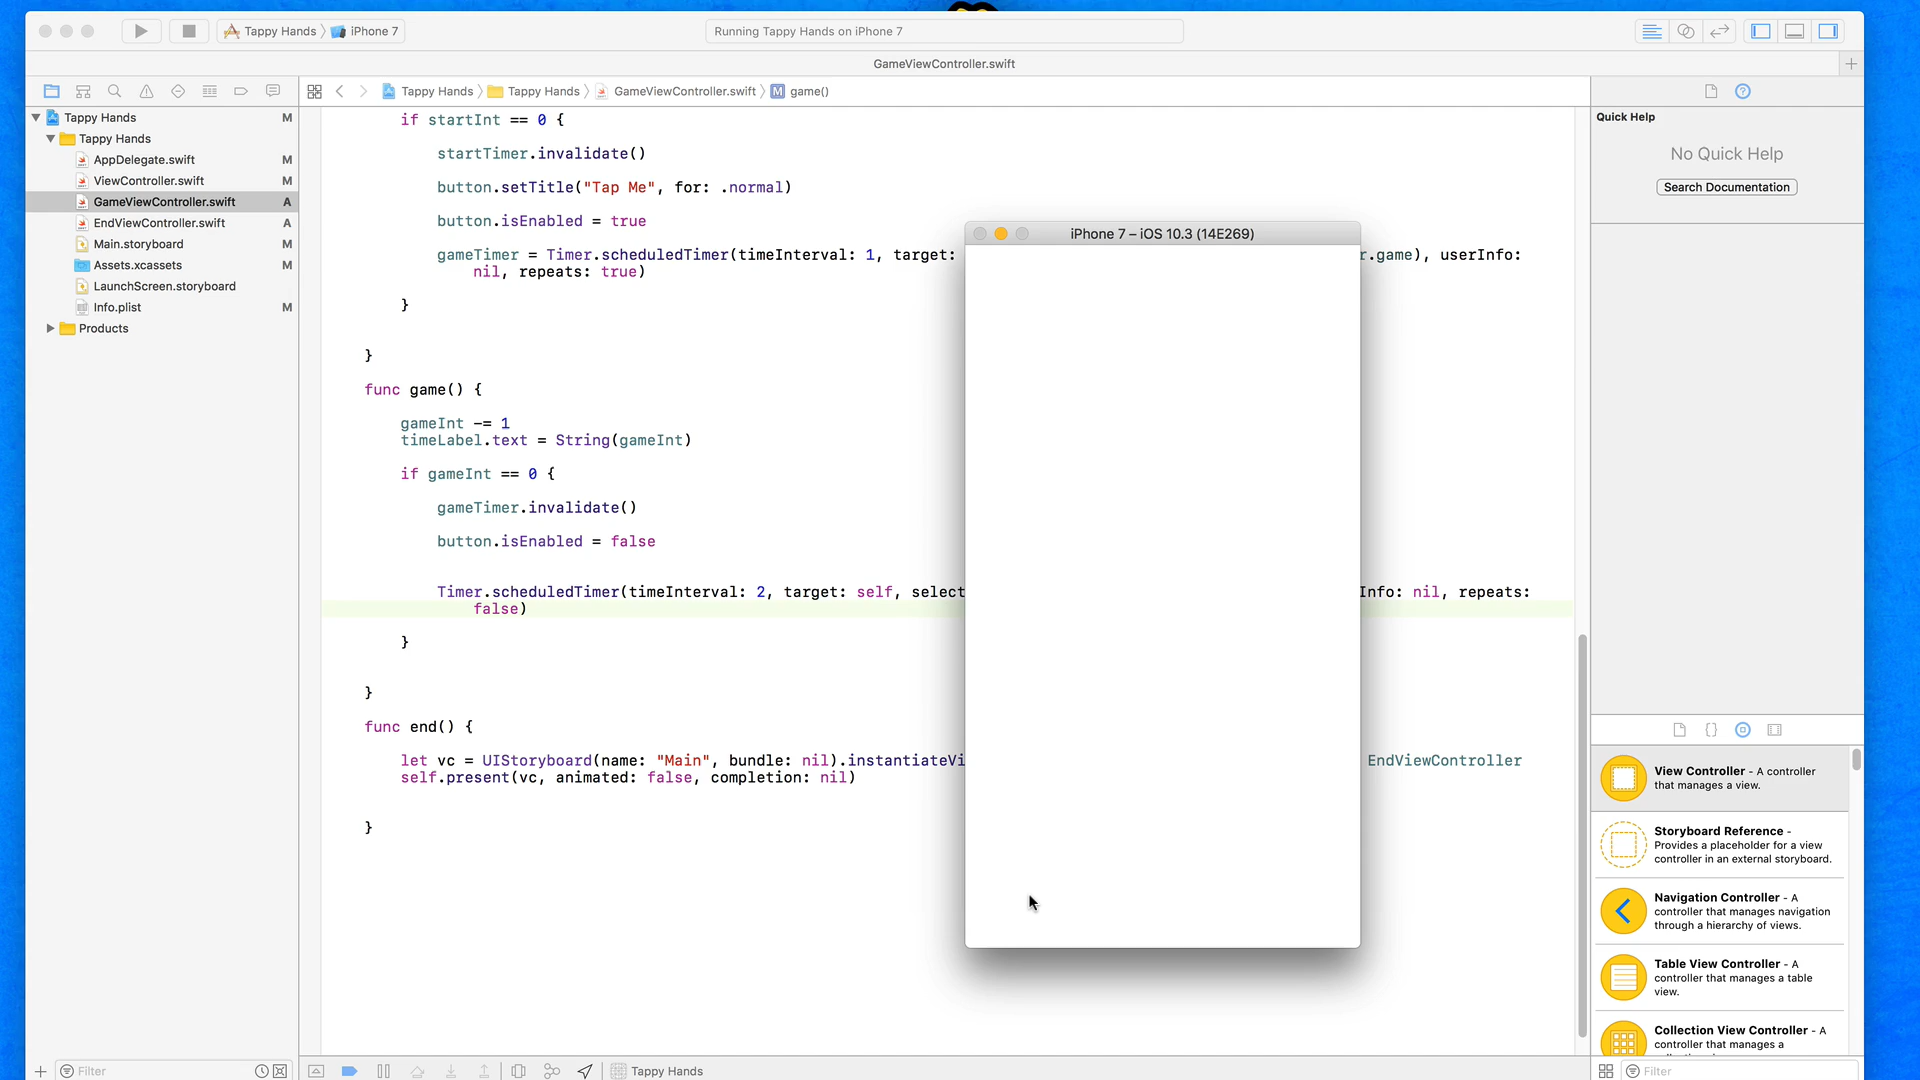 Tappy Hands
iPhone 7
Running Tappy Hands on iPhone 7
GameViewController.swift
Tappy Hands
Tappy Hands
GameViewController.swift
M
game()
Tappy Hands
M
Tappy Hands
AppDelegate.swift
M
ViewController.swift
M
GameViewController.swift
A
EndViewController.swift
A
Main.storyboard
M
Assets.xcassets
M
LaunchScreen.storyboard
Info.plist
M
Products
if startInt == 0 {
startTimer.invalidate()
button.setTitle("Tap Me", for: .normal)
button.isEnabled = true
gameTimer = Timer.scheduledTimer(timeInterval: 1, target: r.game), userInfo:
nil, repeats: true)
}
}
func game() {
gameInt -= 1
timeLabel.text = String(gameInt)
if gameInt == 0 {
gameTimer.invalidate()
button.isEnabled = false
Timer.scheduledTimer(timeInterval: 2, target: self, select Info: nil, repeats:
false)
}
}
func end() {
let vc = UIStoryboard(name: "Main", bundle: nil).instantiateVi EndViewController
self.present(vc, animated: false, completion: nil)
}
iPhone 7 – iOS 10.3 (14E269)
Quick Help
No Quick Help
Search Documentation
View Controller - A controller
that manages a view.
Storyboard Reference -
Provides a placeholder for a view
controller in an external storyboard.
Navigation Controller - A
controller that manages navigation
through a hierarchy of views.
Table View Controller - A
controller that manages a table
view.
Collection View Controller - A
controller that manages a
Filter
Tappy Hands
Filter